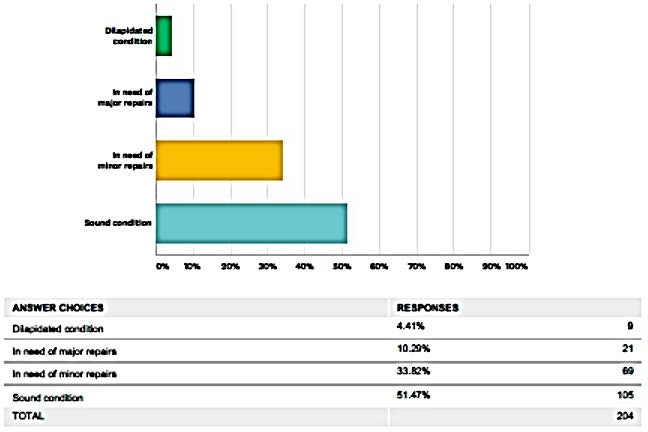 Dilapidated
condition
In need of
major repairs
In need of
minor repairs
Sound condition
0% 10% 20% 30% 40% 50% 60% 70% 80% 90% 100%
ANSWER CHOICES RESPONSES
Dilapidated condition 4.41% 9
In need of major repairs 10.29% 21
In need of minor repairs 33.82% 69
Sound condition 51.47% 105
TOTAL 204